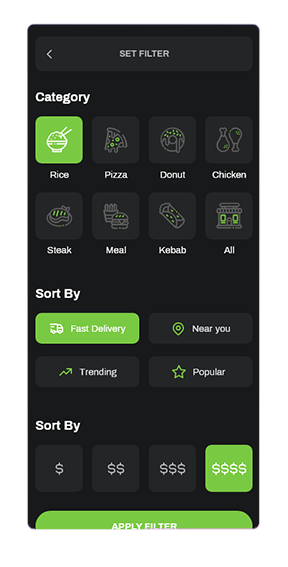 SET FILTER
Category
Rice Pizza Donut Chicken
Steak Meal Kebab All
Sort By
Fast Delivery Near you
Trending Popular
Sort By
$ $$ $$$ $$$$
APPLY FILTER